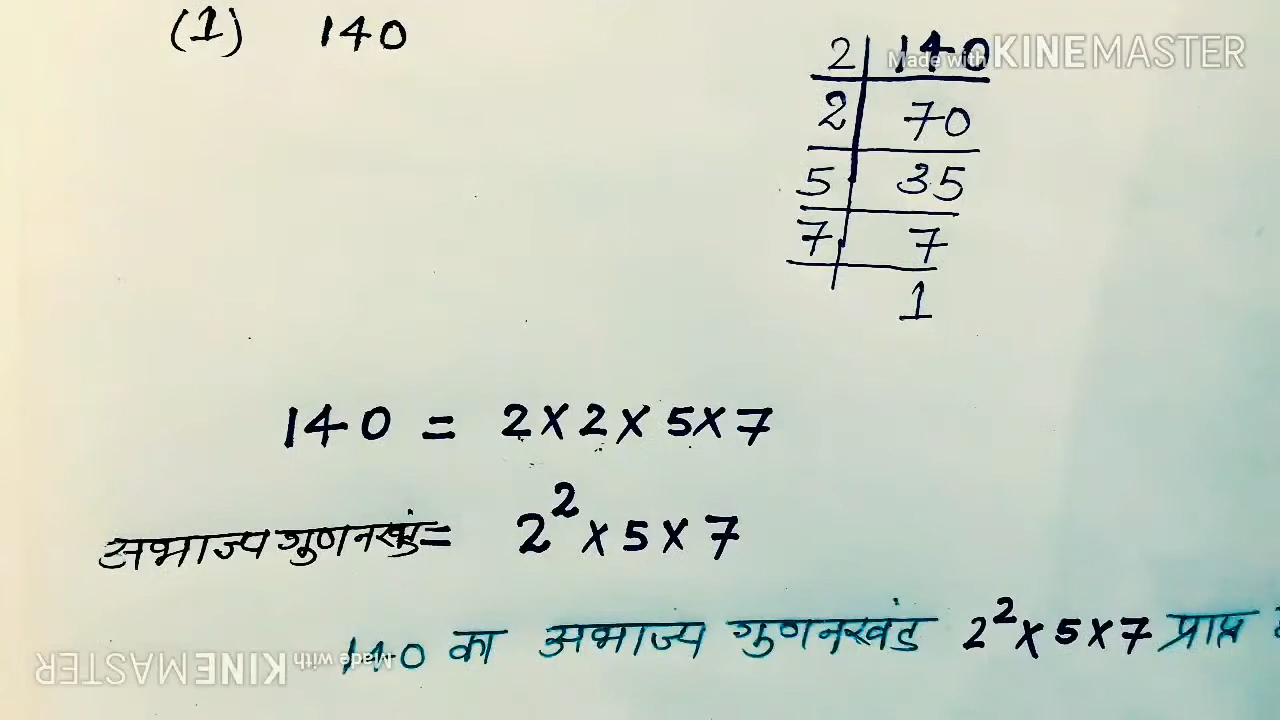 (1) 140
2 140
2 70
5 35
7 7
1
Made with KINEMASTER
140 = 2 X 2 X 5 X 7
अभाज्य गुणनखंड = 2² X 5 X 7
140 का अभाज्य गुणनखंड 2² X 5 X 7 प्राप्त
Made with KINEMASTER